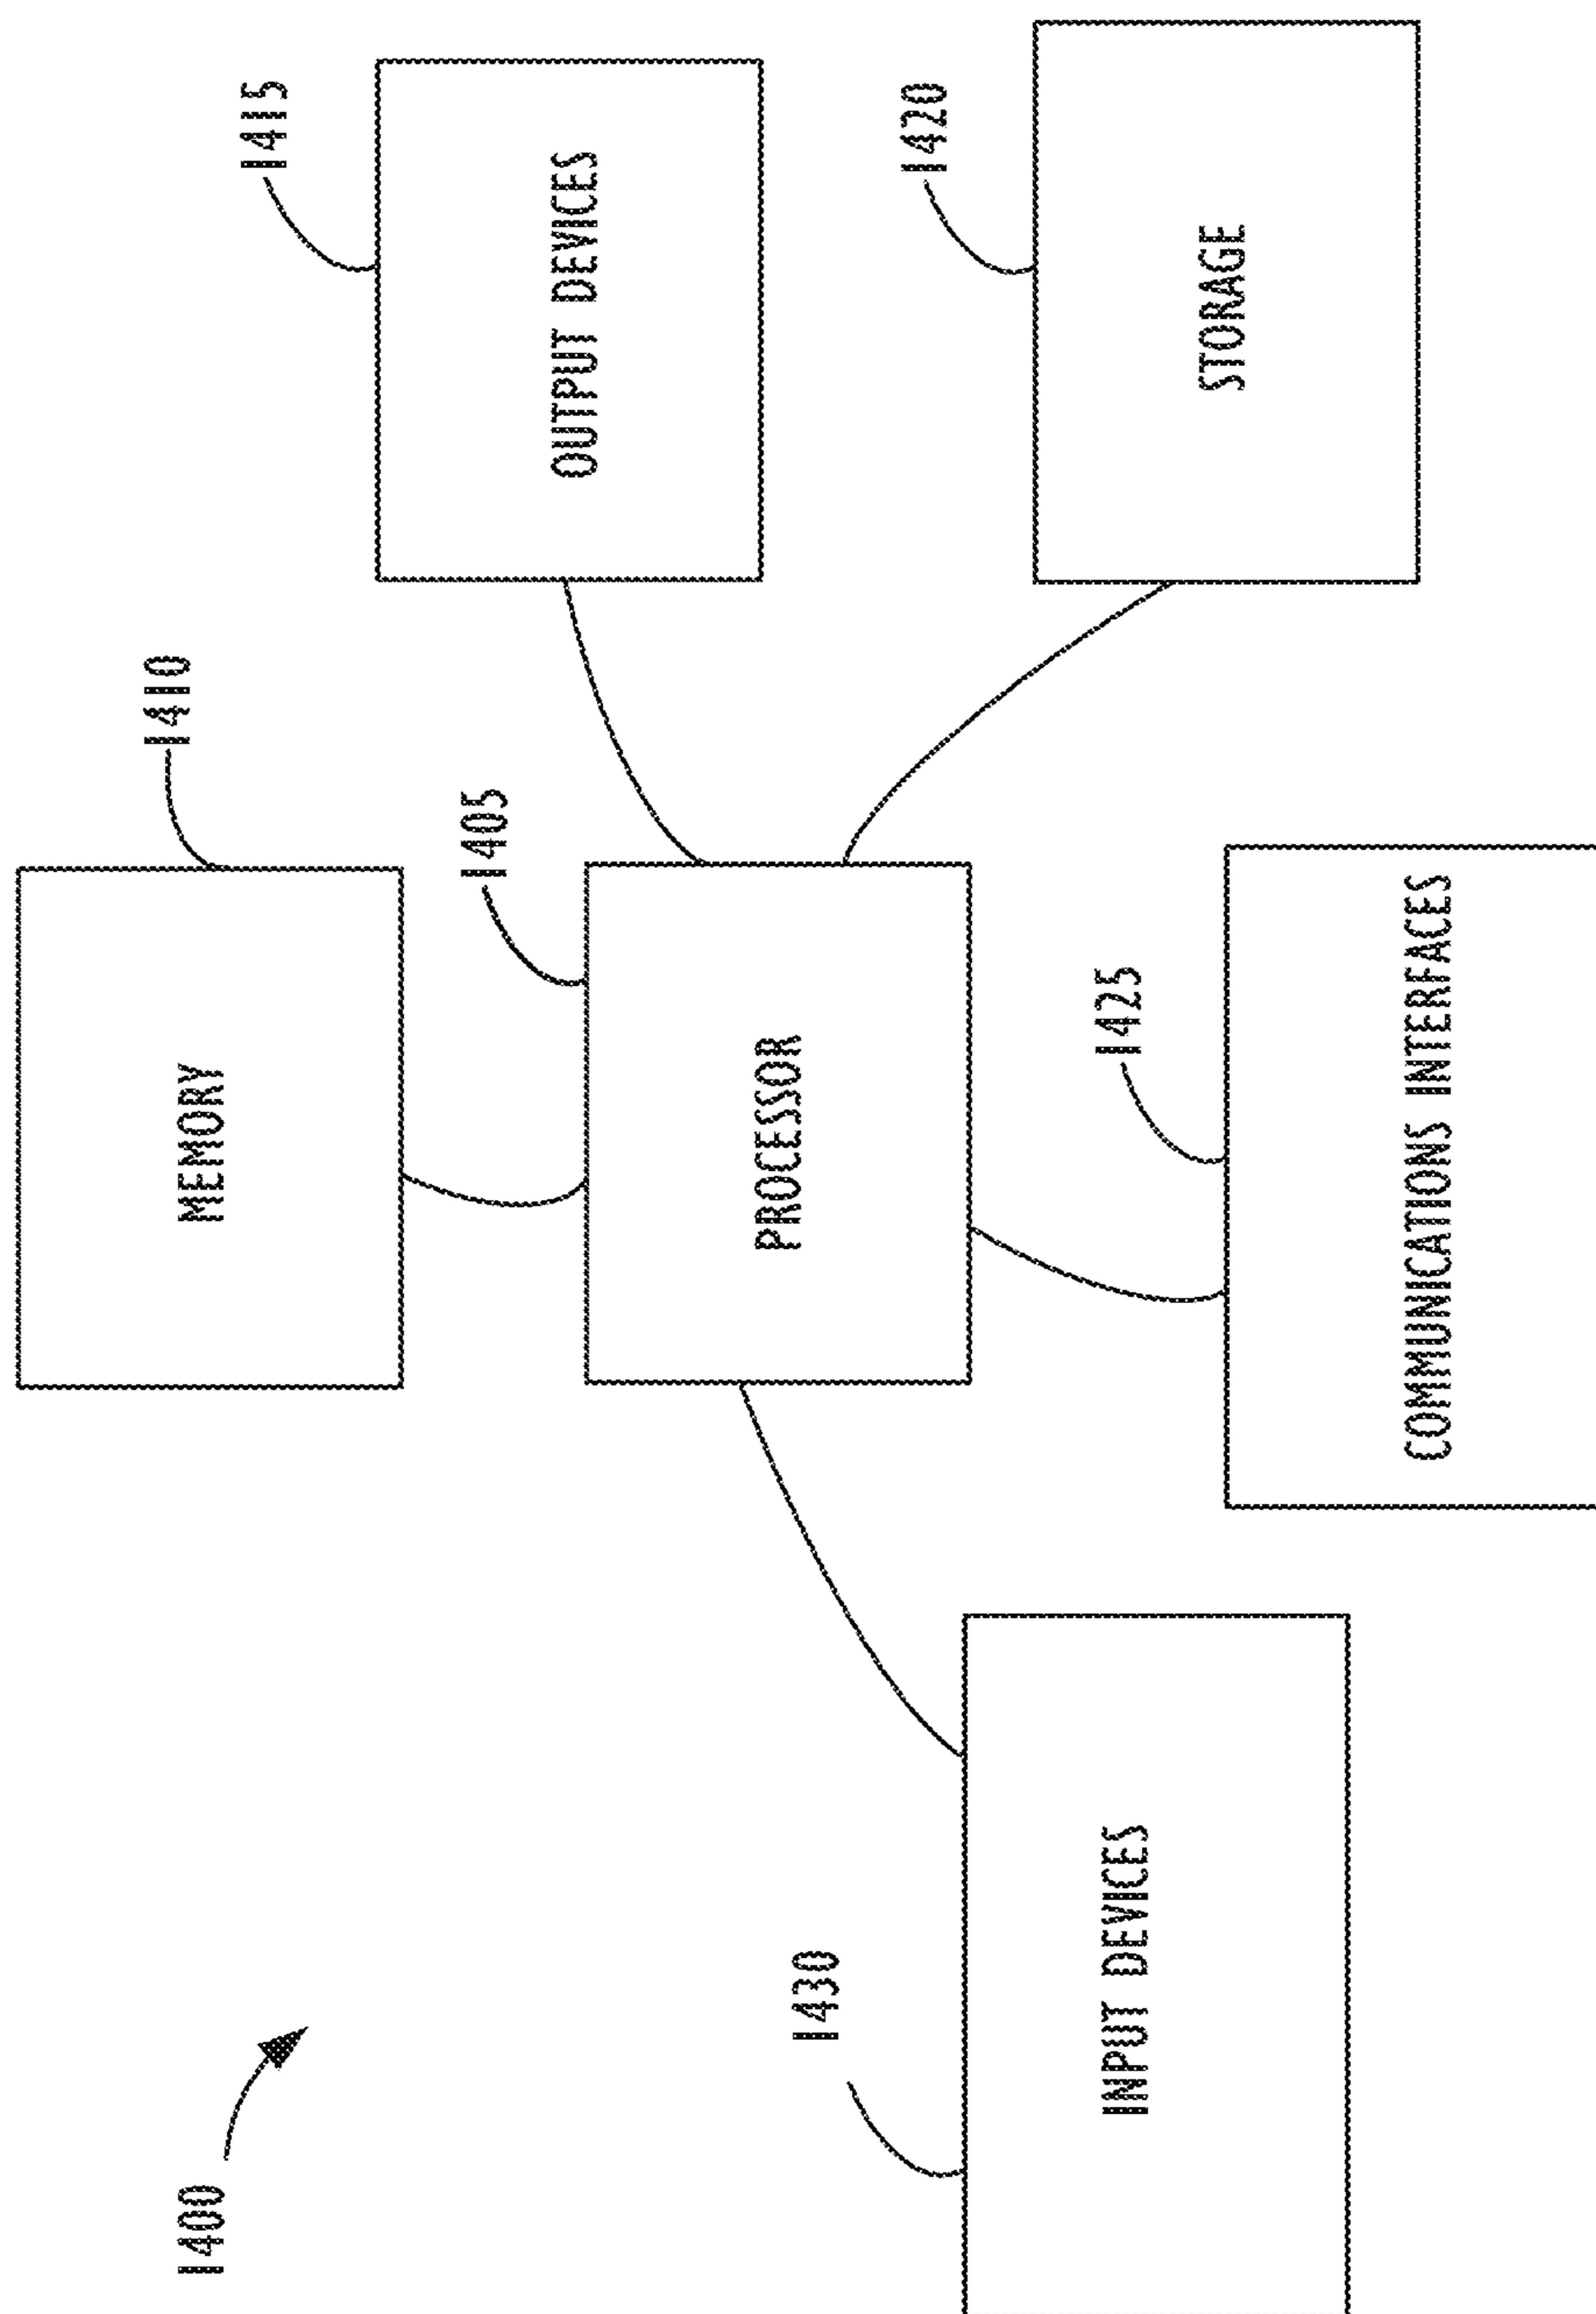 1400
MEMORY
1410
1415
OUTPUT DEVICES
1405
PROCESSOR
1430
INPUT DEVICES
1420
STORAGE
1425
COMMUNICATIONS INTERFACES